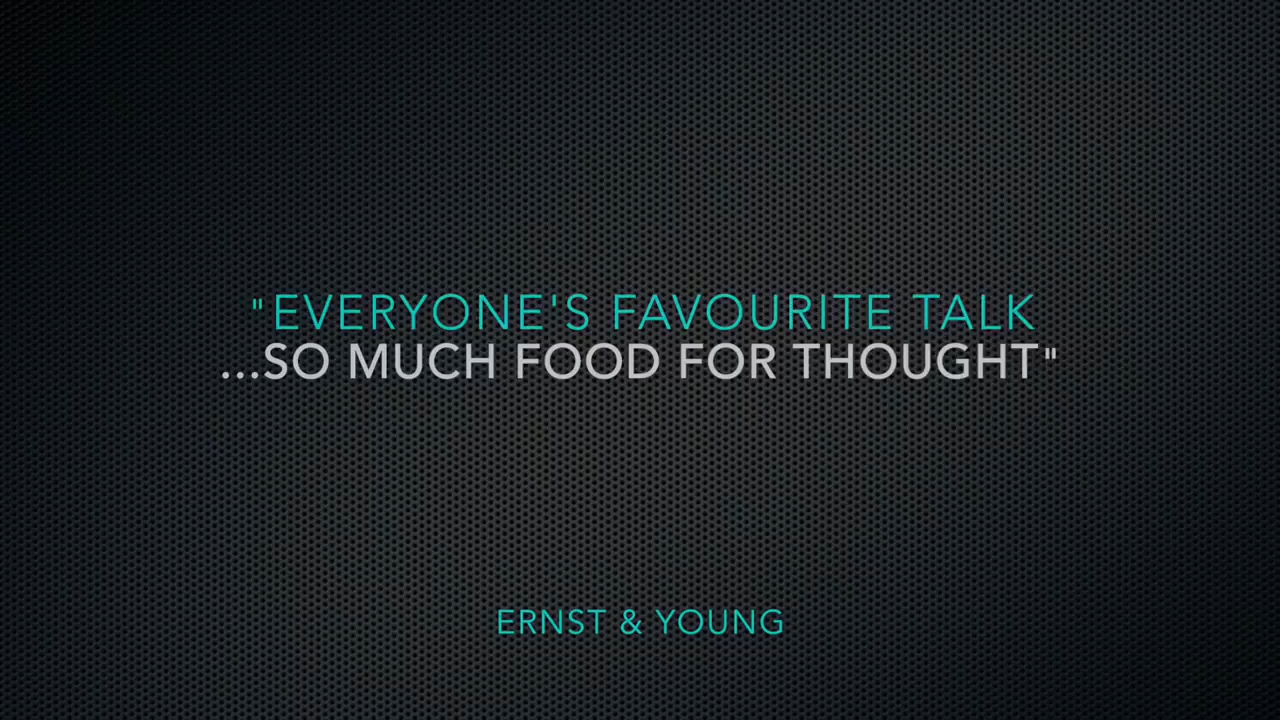 "EVERYONE'S FAVOURITE TALK
...SO MUCH FOOD FOR THOUGHT"
ERNST & YOUNG